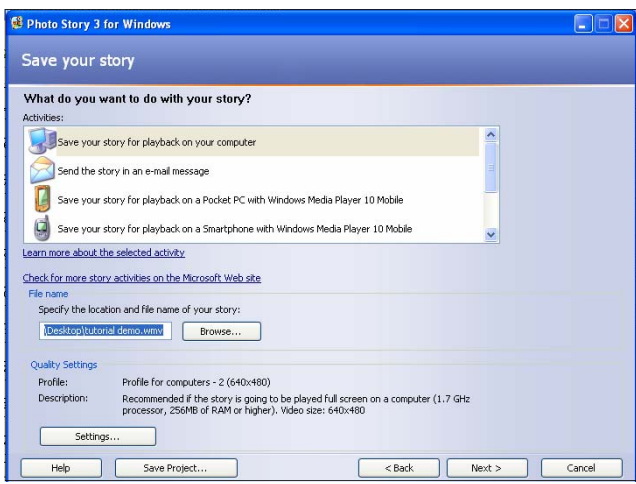 Photo Story 3 for Windows
Save your story
What do you want to do with your story?
Activities:
Save your story for playback on your computer
Send the story in an e-mail message
Save your story for playback on a Pocket PC with Windows Media Player 10 Mobile
Save your story for playback on a Smartphone with Windows Media Player 10 Mobile
Learn more about the selected activity
Check for more story activities on the Microsoft Web site
File name
Specify the location and file name of your story:
\Desktop\tutorial demo.wmv Browse...
Quality Settings
Profile: Profile for computers - 2 (640x480)
Description: Recommended if the story is going to be played full screen on a computer (1.7 GHz
processor, 256MB of RAM or higher). Video size: 640x480
Settings...
Help Save Project... < Back Next > Cancel